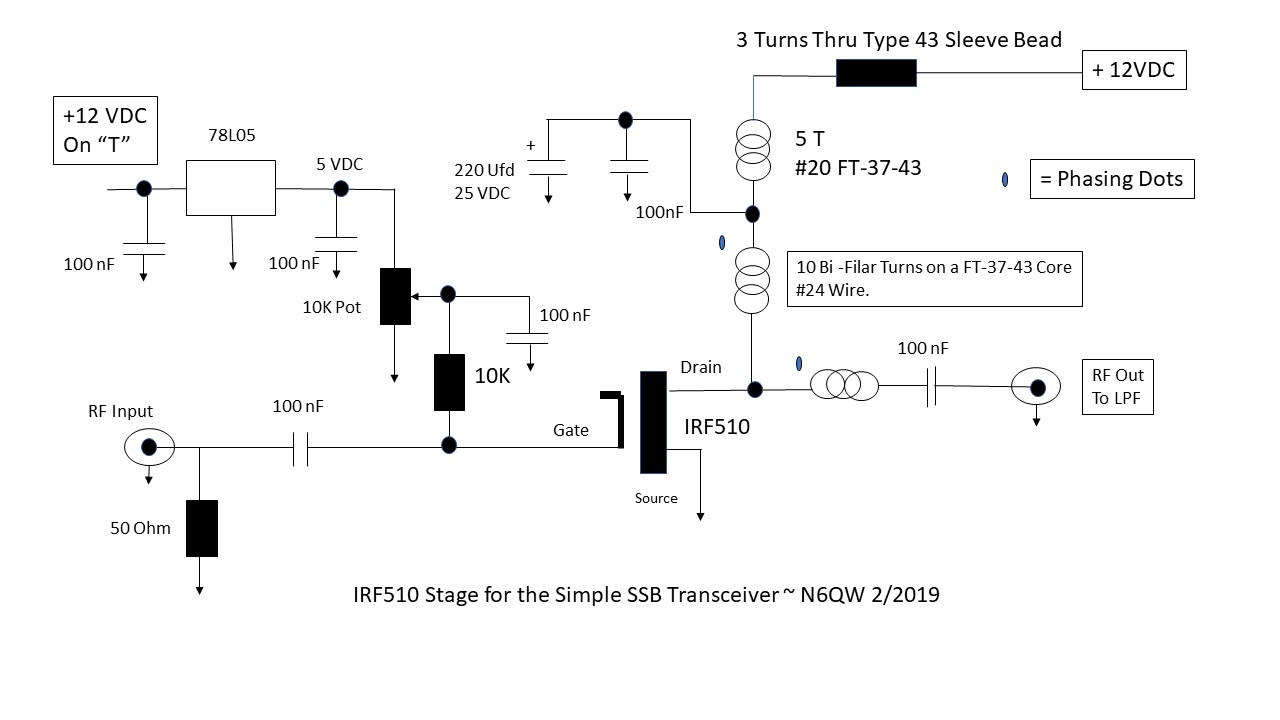 3 Turns Thru Type 43 Sleeve Bead
+ 12VDC
+12 VDC
On “T”
78L05
5 VDC
+
220 Ufd
25 VDC
5 T
#20 FT-37-43
= Phasing Dots
100nF
100 nF
100 nF
10 Bi -Filar Turns on a FT-37-43 Core
#24 Wire.
10K Pot
100 nF
100 nF
Drain
10K
RF Out
To LPF
RF Input
100 nF
Gate
IRF510
Source
50 Ohm
IRF510 Stage for the Simple SSB Transceiver ~ N6QW 2/2019